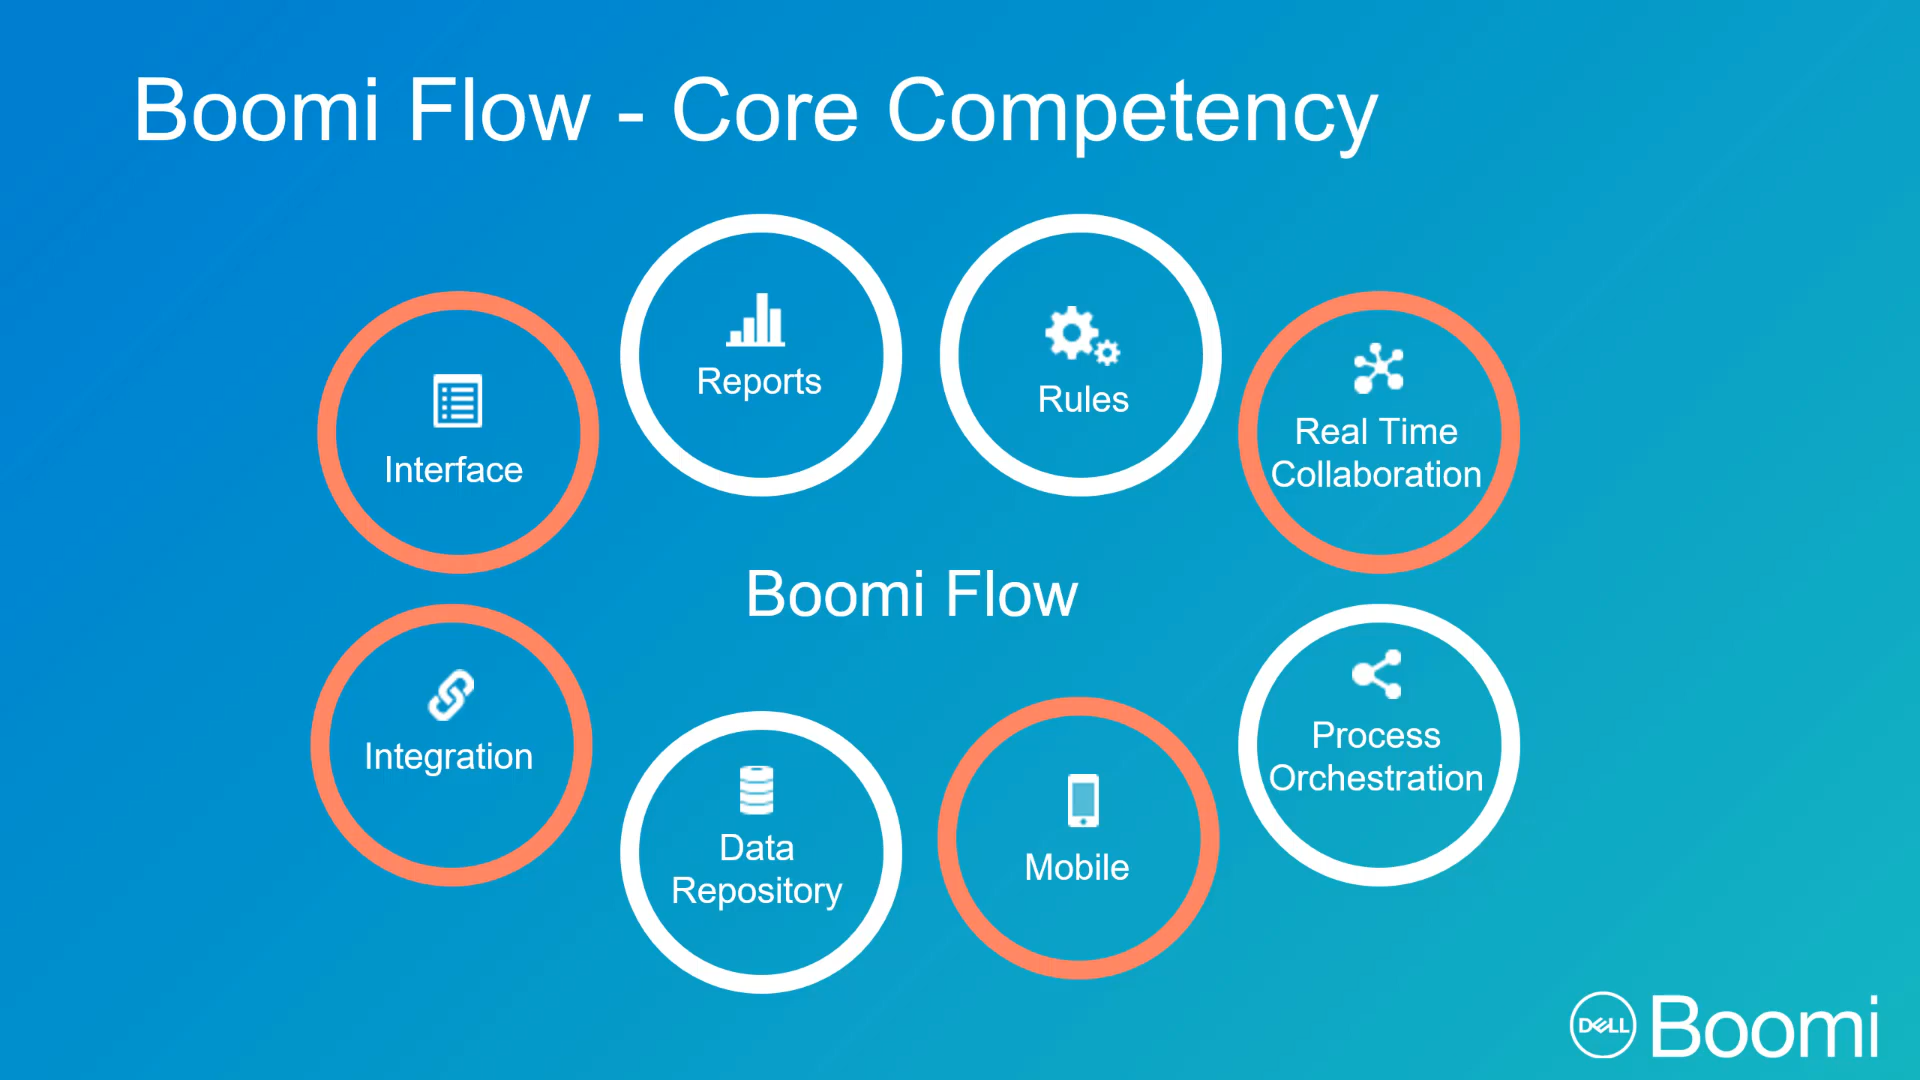 Boomi Flow - Core Competency
Reports
Rules
Interface
Real Time
Collaboration
Boomi Flow
Integration
Process
Orchestration
Data
Repository
Mobile
DELL Boomi